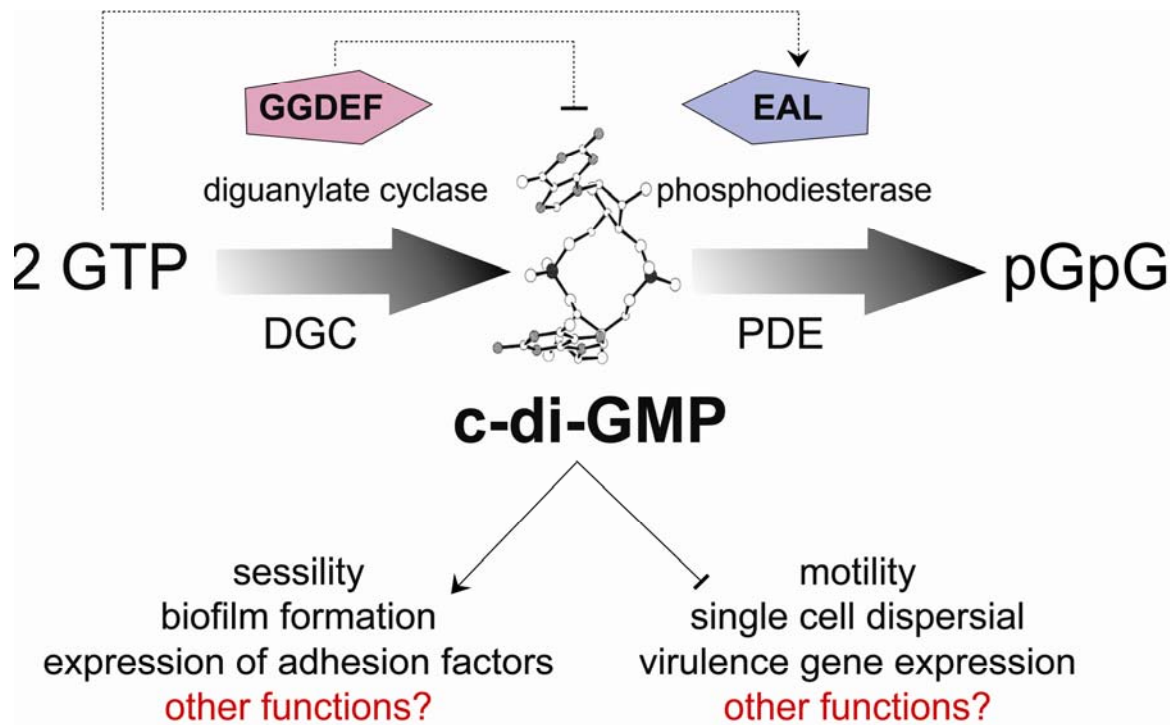 GGDEF
EAL
diguanylate cyclase
phosphodiesterase
2 GTP
pGpG
DGC
PDE
c-di-GMP
sessility
biofilm formation
expression of adhesion factors
other functions?
motility
single cell dispersial
virulence gene expression
other functions?